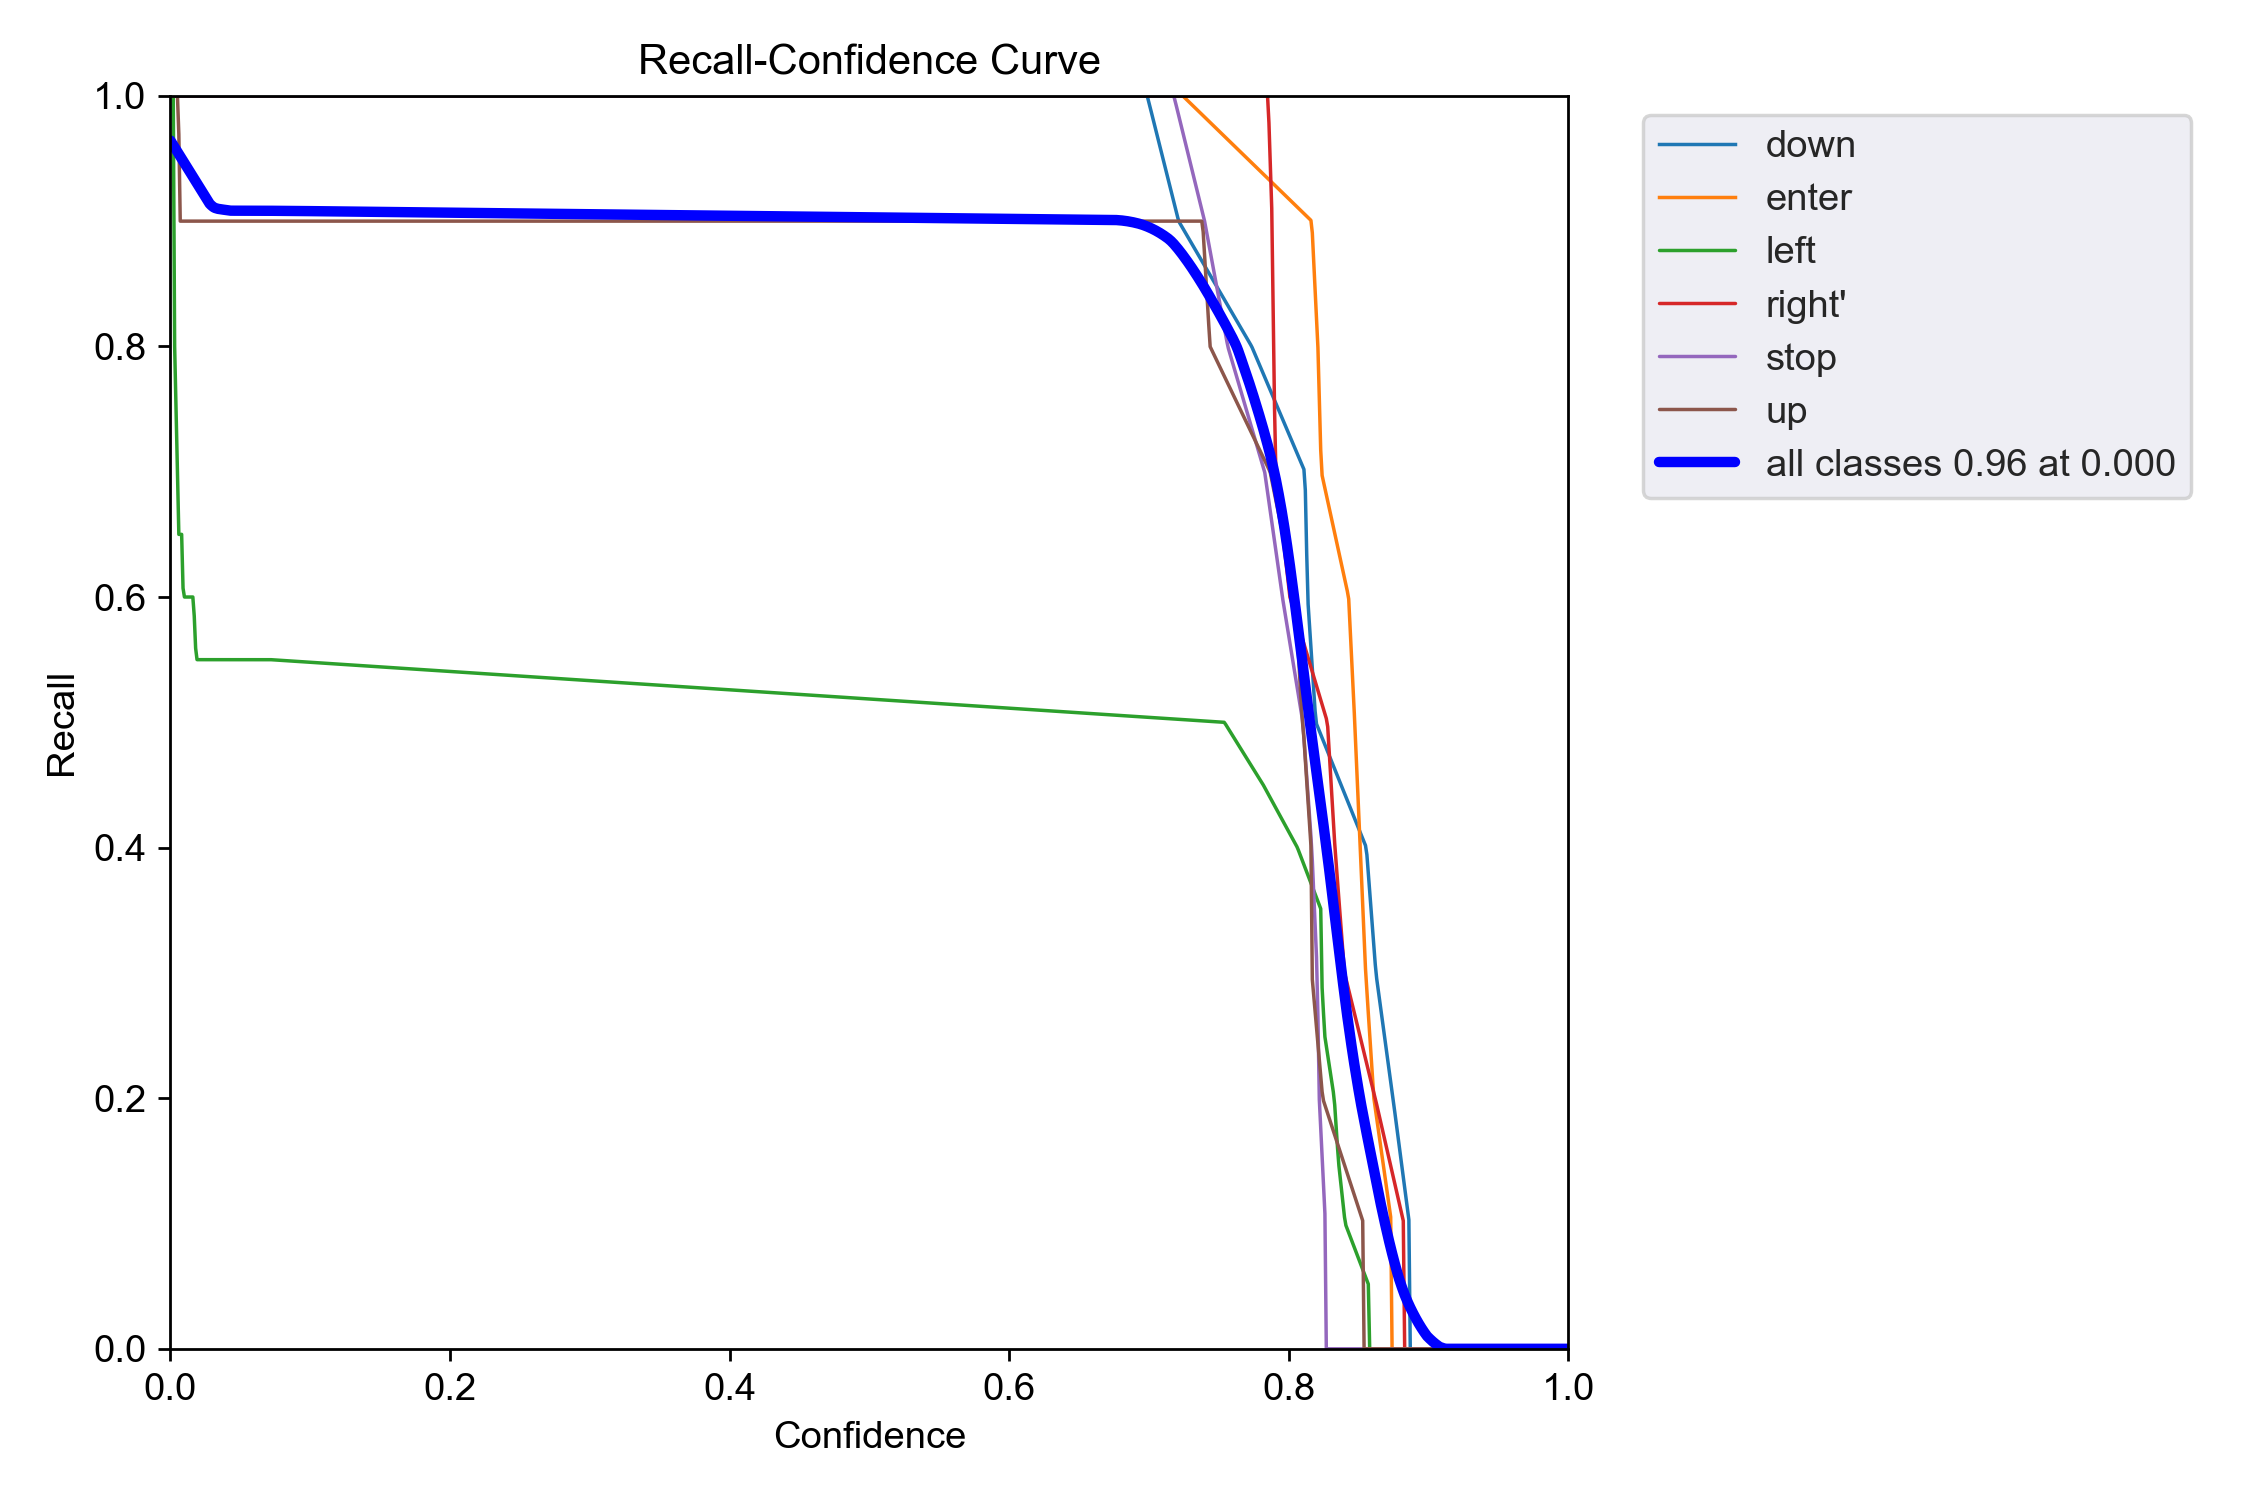 Recall-Confidence Curve
1.0
0.8
0.6
0.4
0.2
0.0
Recall
0.0 0.2 0.4 0.6 0.8 1.0
Confidence
down
enter
left
right'
stop
up
all classes 0.96 at 0.000